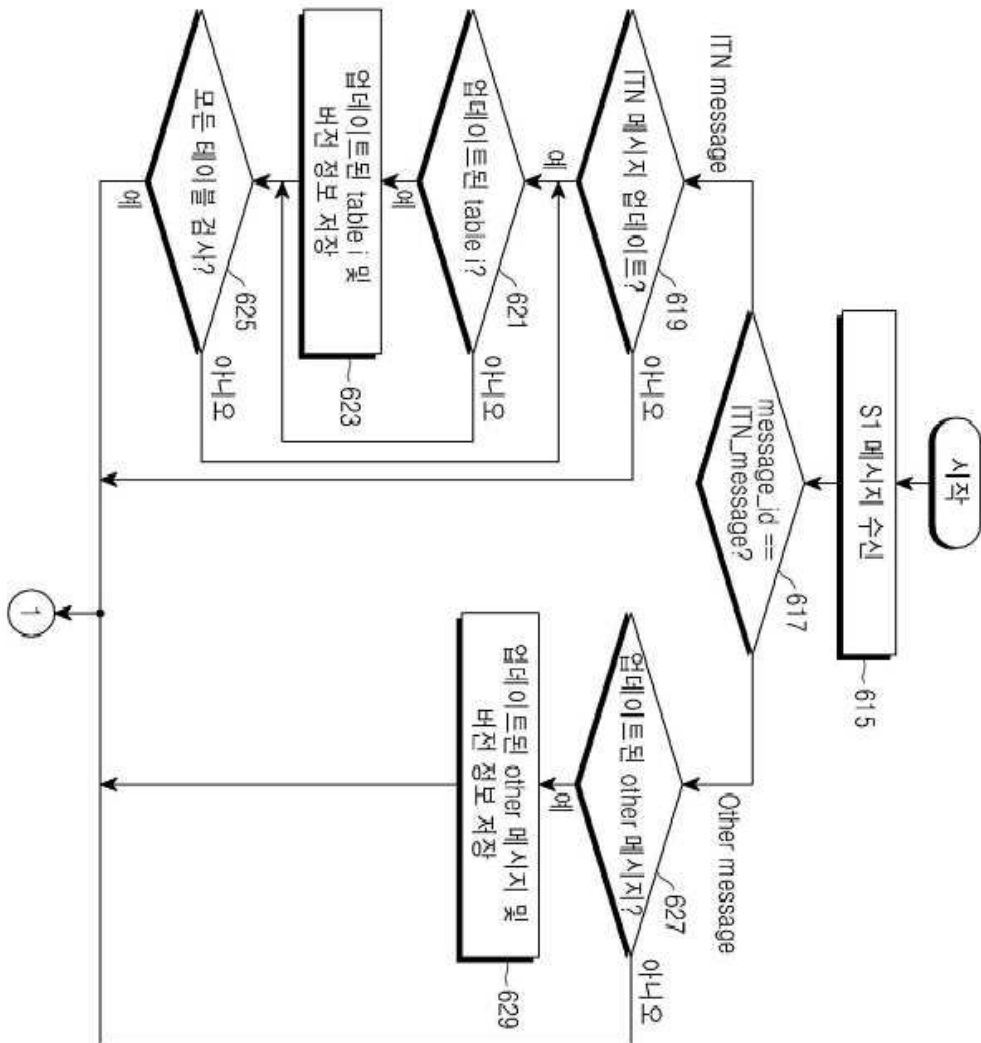 시작
S1 메시지 수신
615
message_id ==
ITN_message?
617
ITN message
Other message
ITN 메시지 업데이트?
619
아니오
예
업데이트된 table i?
621
아니오
예
업데이트된 table i 및
버전 정보 저장
623
모든 테이블 검사?
625
아니오
예
업데이트된 other 메시지?
627
아니오
예
업데이트된 other 메시지 및
버전 정보 저장
629
1